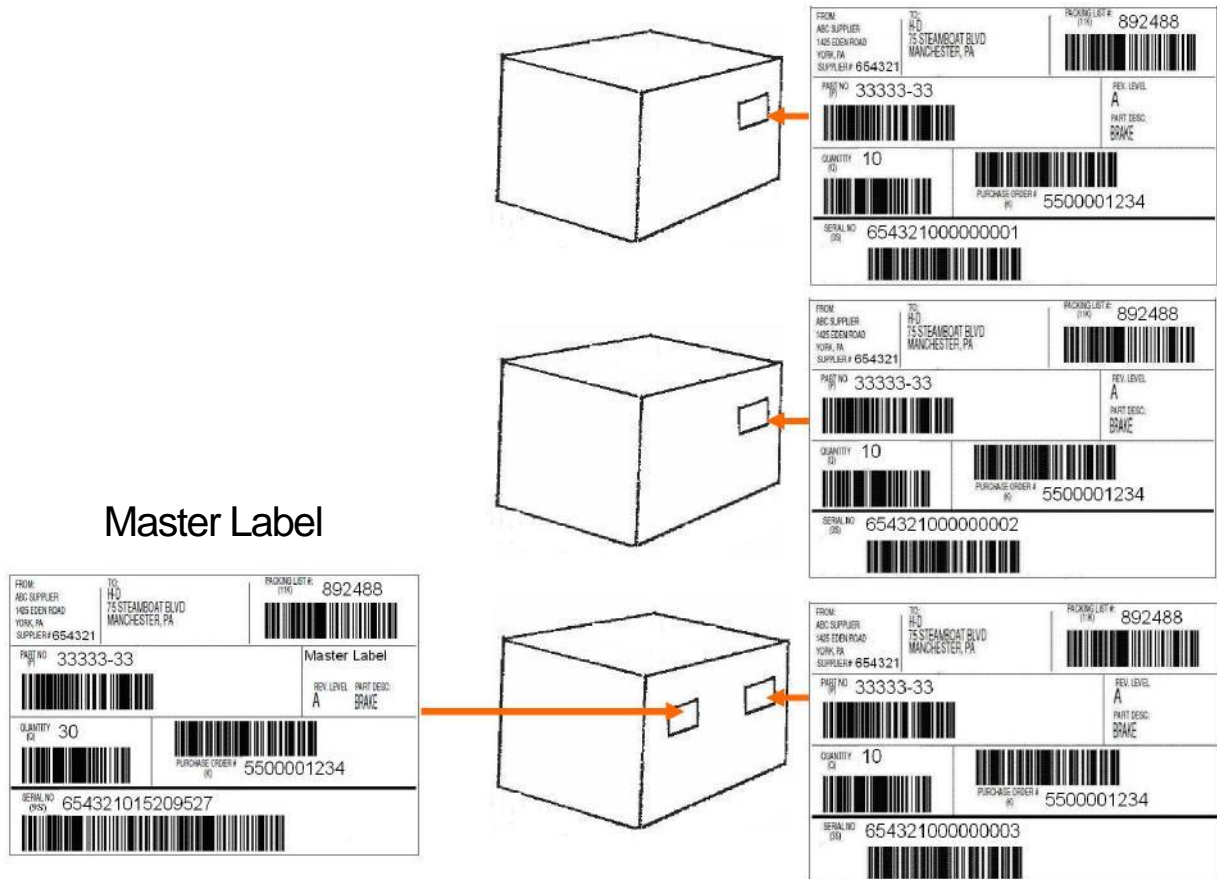 FROM:
ABC SUPPLIER
1425 EDEN ROAD
YORK, PA
SUPPLIER# 654321
TO:
H-D
75 STEAMBOAT BLVD
MANCHESTER, PA
PACKING LIST #:
(11K) 892488
PART NO 33333-33
(P)
REV. LEVEL
A
PART DESC:
BRAKE
QUANTITY 10
(Q)
PURCHASE ORDER # 5500001234
(K)
SERIAL NO 654321000000001
(3S)
FROM:
ABC SUPPLIER
1425 EDEN ROAD
YORK, PA
SUPPLIER# 654321
TO:
H-D
75 STEAMBOAT BLVD
MANCHESTER, PA
PACKING LIST #:
(11K) 892488
PART NO 33333-33
(P)
REV. LEVEL
A
PART DESC:
BRAKE
QUANTITY 10
(Q)
PURCHASE ORDER # 5500001234
(K)
SERIAL NO 654321000000002
(3S)
Master Label
FROM:
ABC SUPPLIER
1425 EDEN ROAD
YORK, PA
SUPPLIER# 654321
TO:
H-D
75 STEAMBOAT BLVD
MANCHESTER, PA
PACKING LIST #:
(11K) 892488
PART NO 33333-33
(P)
Master Label
REV. LEVEL PART DESC:
A BRAKE
QUANTITY 30
(Q)
PURCHASE ORDER # 5500001234
(K)
SERIAL NO 654321015209527
(9S)
FROM:
ABC SUPPLIER
1425 EDEN ROAD
YORK, PA
SUPPLIER# 654321
TO:
H-D
75 STEAMBOAT BLVD
MANCHESTER, PA
PACKING LIST #:
(11K) 892488
PART NO 33333-33
(P)
REV. LEVEL
A
PART DESC:
BRAKE
QUANTITY 10
(Q)
PURCHASE ORDER # 5500001234
(K)
SERIAL NO 654321000000003
(3S)